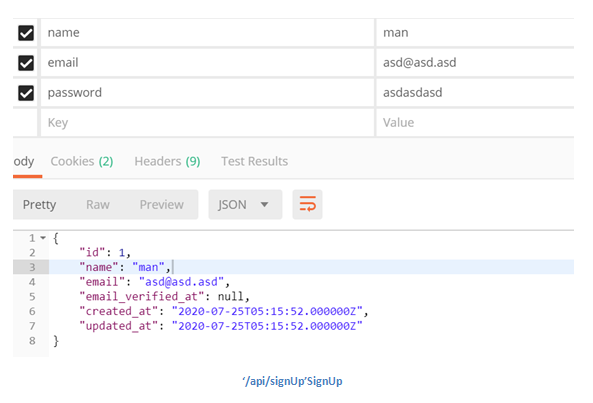 name man
email asd@asd.asd
password asdasdasd
Key Value
ody Cookies (2) Headers (9) Test Results
Pretty Raw Preview JSON
1 {
2 "id": 1,
3 "name": "man",
4 "email": "asd@asd.asd",
5 "email_verified_at": null,
6 "created_at": "2020-07-25T05:15:52.000000Z",
7 "updated_at": "2020-07-25T05:15:52.000000Z"
8 }
‘/api/signUp’SignUp